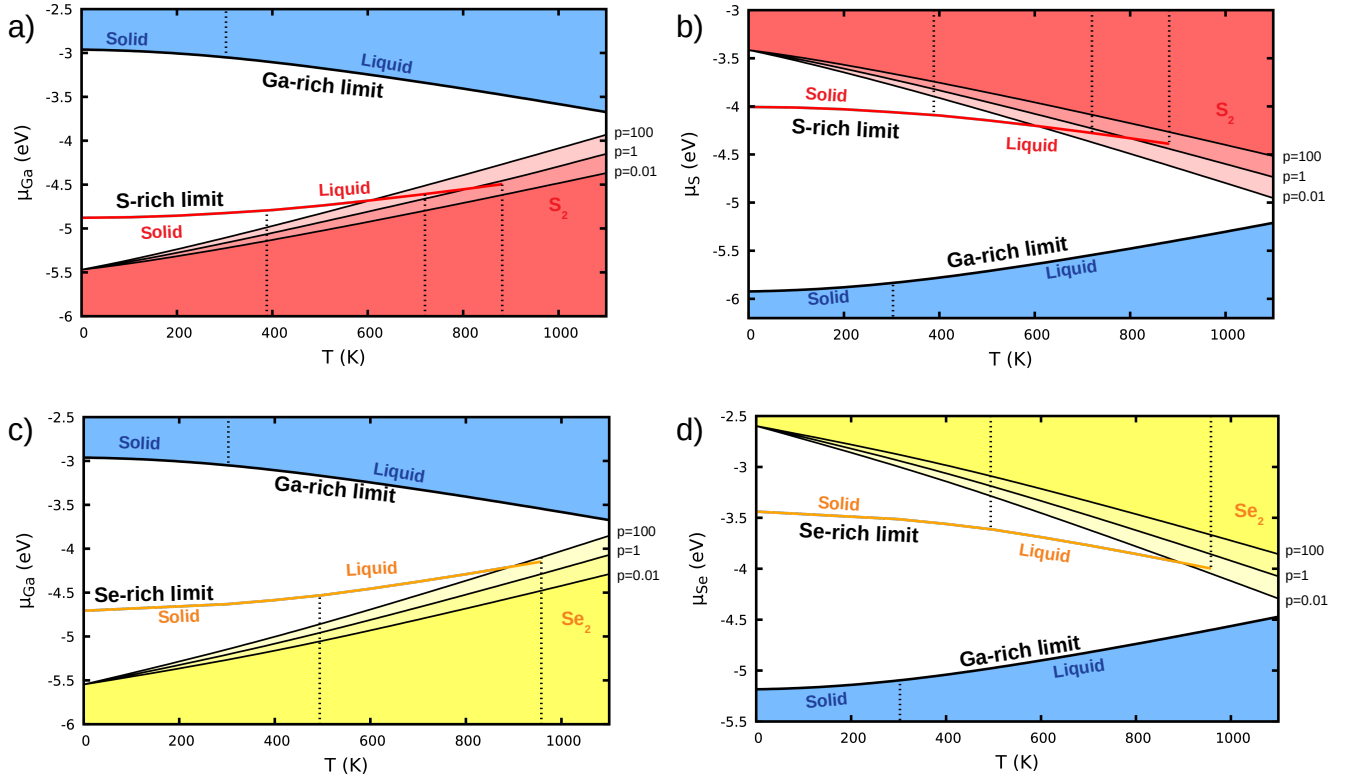 a)
-2.5
-3
-3.5
-4
-4.5
-5
-5.5
-6
μGa (eV)
Solid
Liquid
Ga-rich limit
S-rich limit
Liquid
Solid
S2
p=100
p=1
p=0.01
0 200 400 600 800 1000
T (K)
b)
-3
-3.5
-4
-4.5
-5
-5.5
-6
μS (eV)
Solid
S-rich limit
Liquid
S2
p=100
p=1
p=0.01
Ga-rich limit
Liquid
Solid
0 200 400 600 800 1000
T (K)
c)
-2.5
-3
-3.5
-4
-4.5
-5
-5.5
-6
μGa (eV)
Solid
Liquid
Ga-rich limit
Se-rich limit
Liquid
Solid
Se2
p=100
p=1
p=0.01
0 200 400 600 800 1000
T (K)
d)
-2.5
-3
-3.5
-4
-4.5
-5
-5.5
μSe (eV)
Solid
Se-rich limit
Liquid
Se2
p=100
p=1
p=0.01
Ga-rich limit
Liquid
Solid
0 200 400 600 800 1000
T (K)